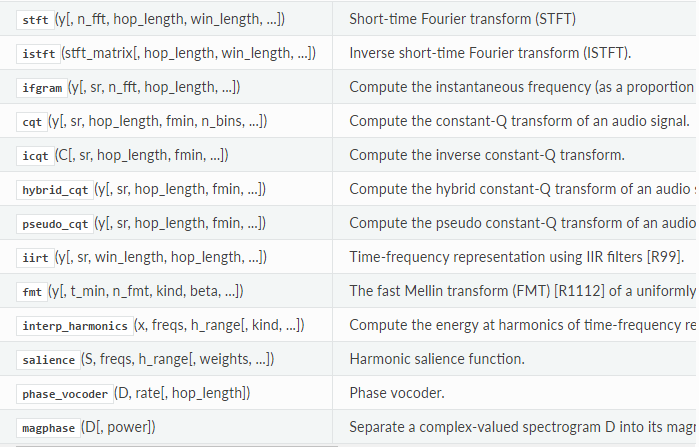 stft(y[, n_fft, hop_length, win_length, ...]) Short-time Fourier transform (STFT)
istft(stft_matrix[, hop_length, win_length, ...]) Inverse short-time Fourier transform (ISTFT).
ifgram(y[, sr, n_fft, hop_length, ...]) Compute the instantaneous frequency (as a proportion
cqt(y[, sr, hop_length, fmin, n_bins, ...]) Compute the constant-Q transform of an audio signal.
icqt(C[, sr, hop_length, fmin, ...]) Compute the inverse constant-Q transform.
hybrid_cqt(y[, sr, hop_length, fmin, ...]) Compute the hybrid constant-Q transform of an audio
pseudo_cqt(y[, sr, hop_length, fmin, ...]) Compute the pseudo constant-Q transform of an audio
iirt(y[, sr, win_length, hop_length, ...]) Time-frequency representation using IIR filters [R99].
fmt(y[, t_min, n_fmt, kind, beta, ...]) The fast Mellin transform (FMT) [R1112] of a uniformly
interp_harmonics(x, freqs, h_range[, kind, ...]) Compute the energy at harmonics of time-frequency re
salience(S, freqs, h_range[, weights, ...]) Harmonic salience function.
phase_vocoder(D, rate[, hop_length]) Phase vocoder.
magphase(D[, power]) Separate a complex-valued spectrogram D into its magn